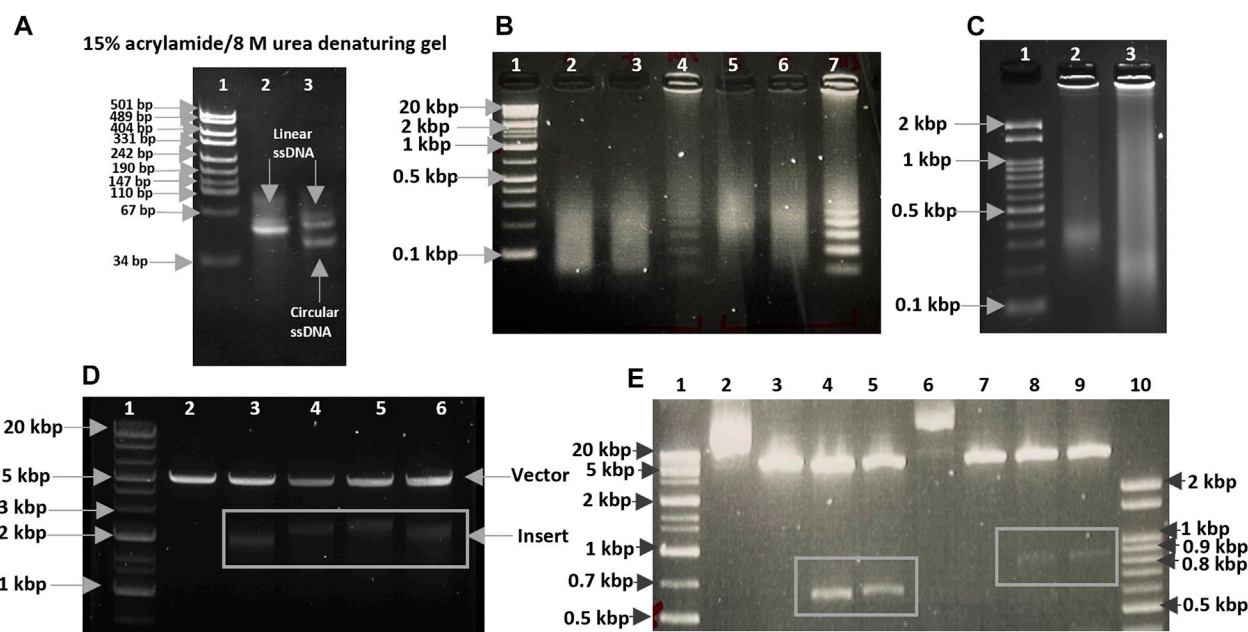 A
15% acrylamide/8 M urea denaturing gel
1 2 3
501 bp
489 bp
404 bp
331 bp
242 bp
190 bp
147 bp
110 bp
67 bp
34 bp
Linear
ssDNA
Circular
ssDNA
B
1 2 3 4 5 6 7
20 kbp
2 kbp
1 kbp
0.5 kbp
0.1 kbp
C
1 2 3
2 kbp
1 kbp
0.5 kbp
0.1 kbp
D
1 2 3 4 5 6
20 kbp
5 kbp
3 kbp
2 kbp
1 kbp
Vector
Insert
E
1 2 3 4 5 6 7 8 9 10
20 kbp
5 kbp
2 kbp
1 kbp
0.7 kbp
0.5 kbp
2 kbp
1 kbp
0.9 kbp
0.8 kbp
0.5 kbp